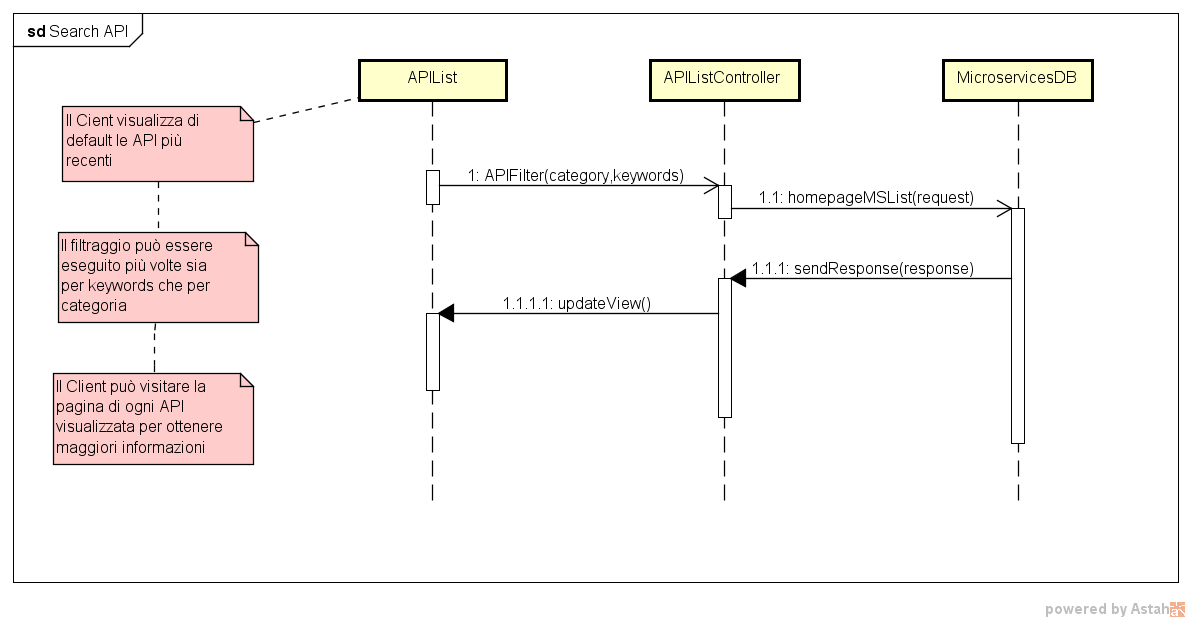 sd Search API
APIList
APIListController
MicroservicesDB
Il Cient visualizza di
default le API più
recenti
1: APIFilter(category,keywords)
1.1: homepageMSList(request)
Il filtraggio può essere
eseguito più volte sia
per keywords che per
categoria
1.1.1: sendResponse(response)
1.1.1.1: updateView()
Il Client può visitare la
pagina di ogni API
visualizzata per ottenere
maggiori informazioni
powered by Astah